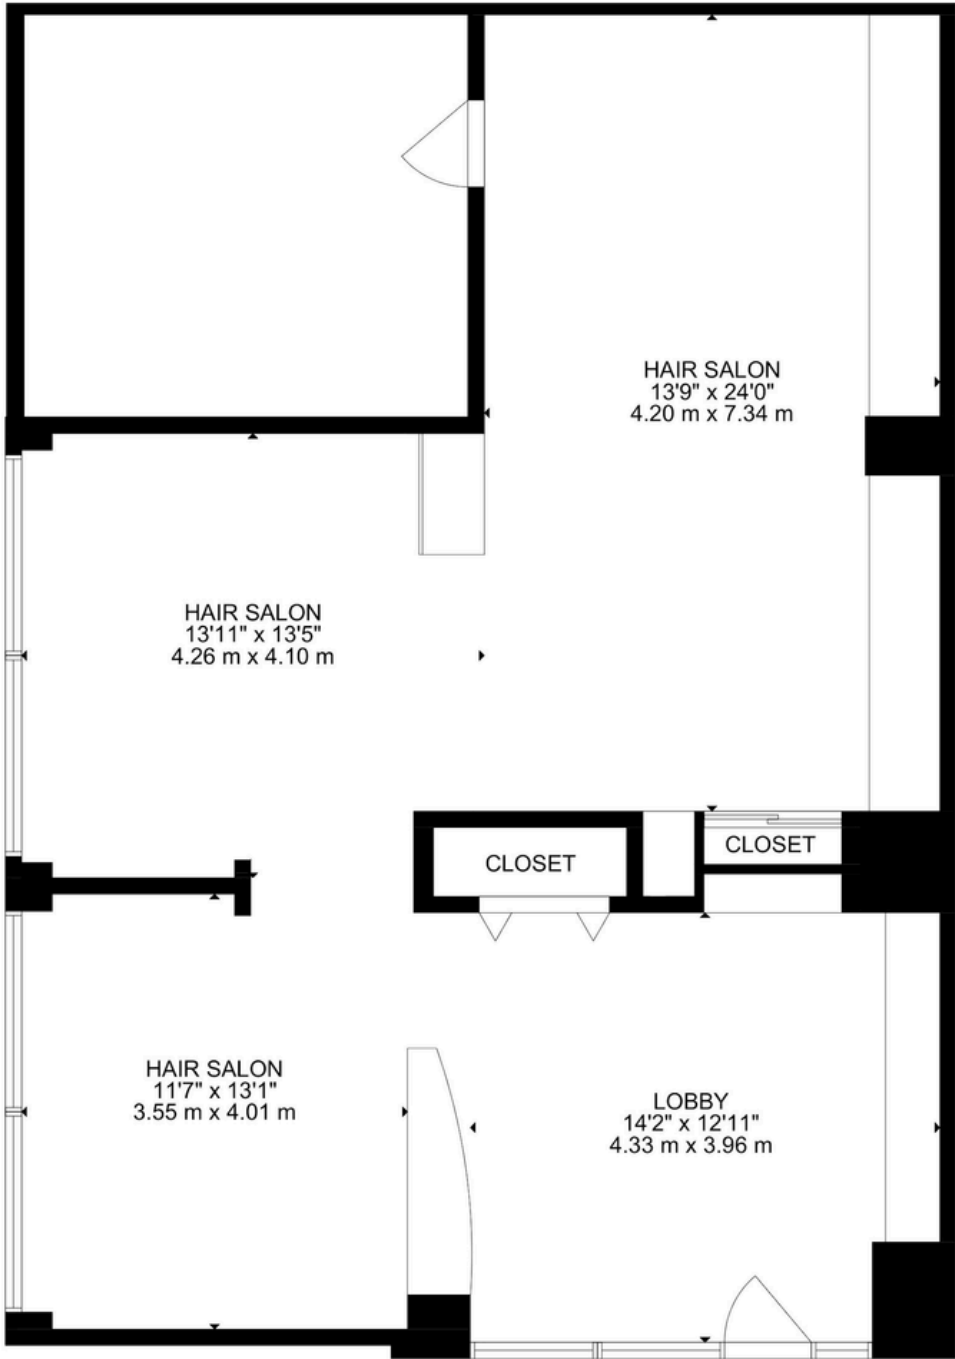 HAIR SALON
13'9" x 24'0"
4.20 m x 7.34 m
HAIR SALON
13'11" x 13'5"
4.26 m x 4.10 m
CLOSET
CLOSET
HAIR SALON
11'7" x 13'1"
3.55 m x 4.01 m
LOBBY
14'2" x 12'11"
4.33 m x 3.96 m